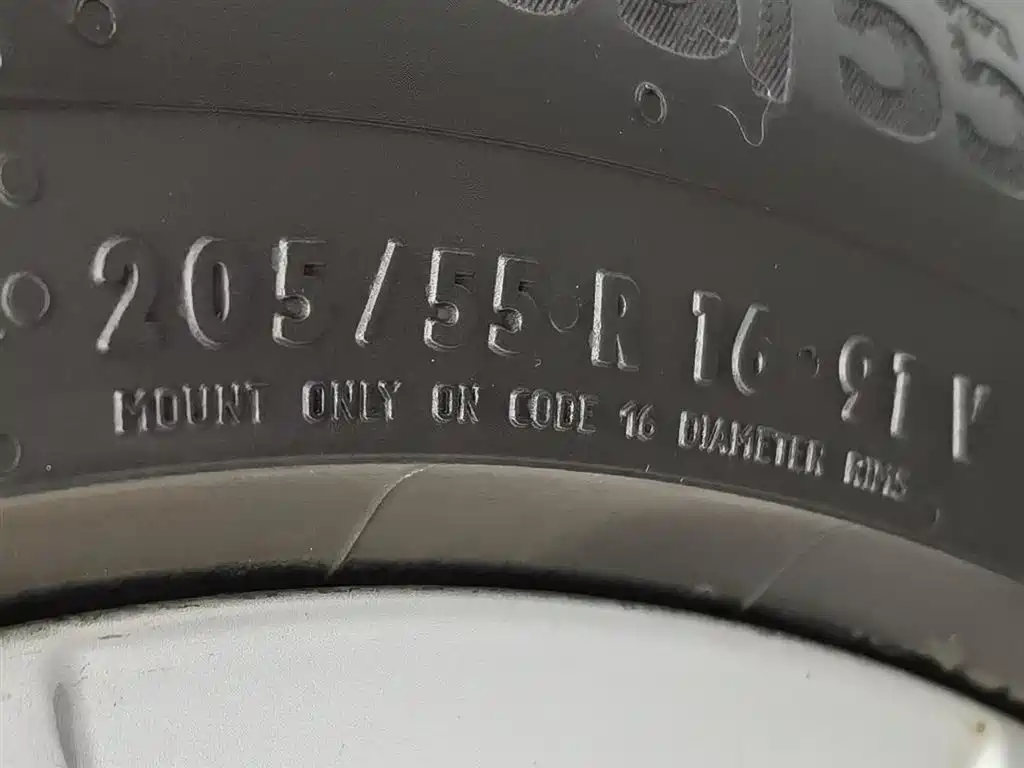 205/55 R 16 91 V
MOUNT ONLY ON CODE 16 DIAMETER RIMS